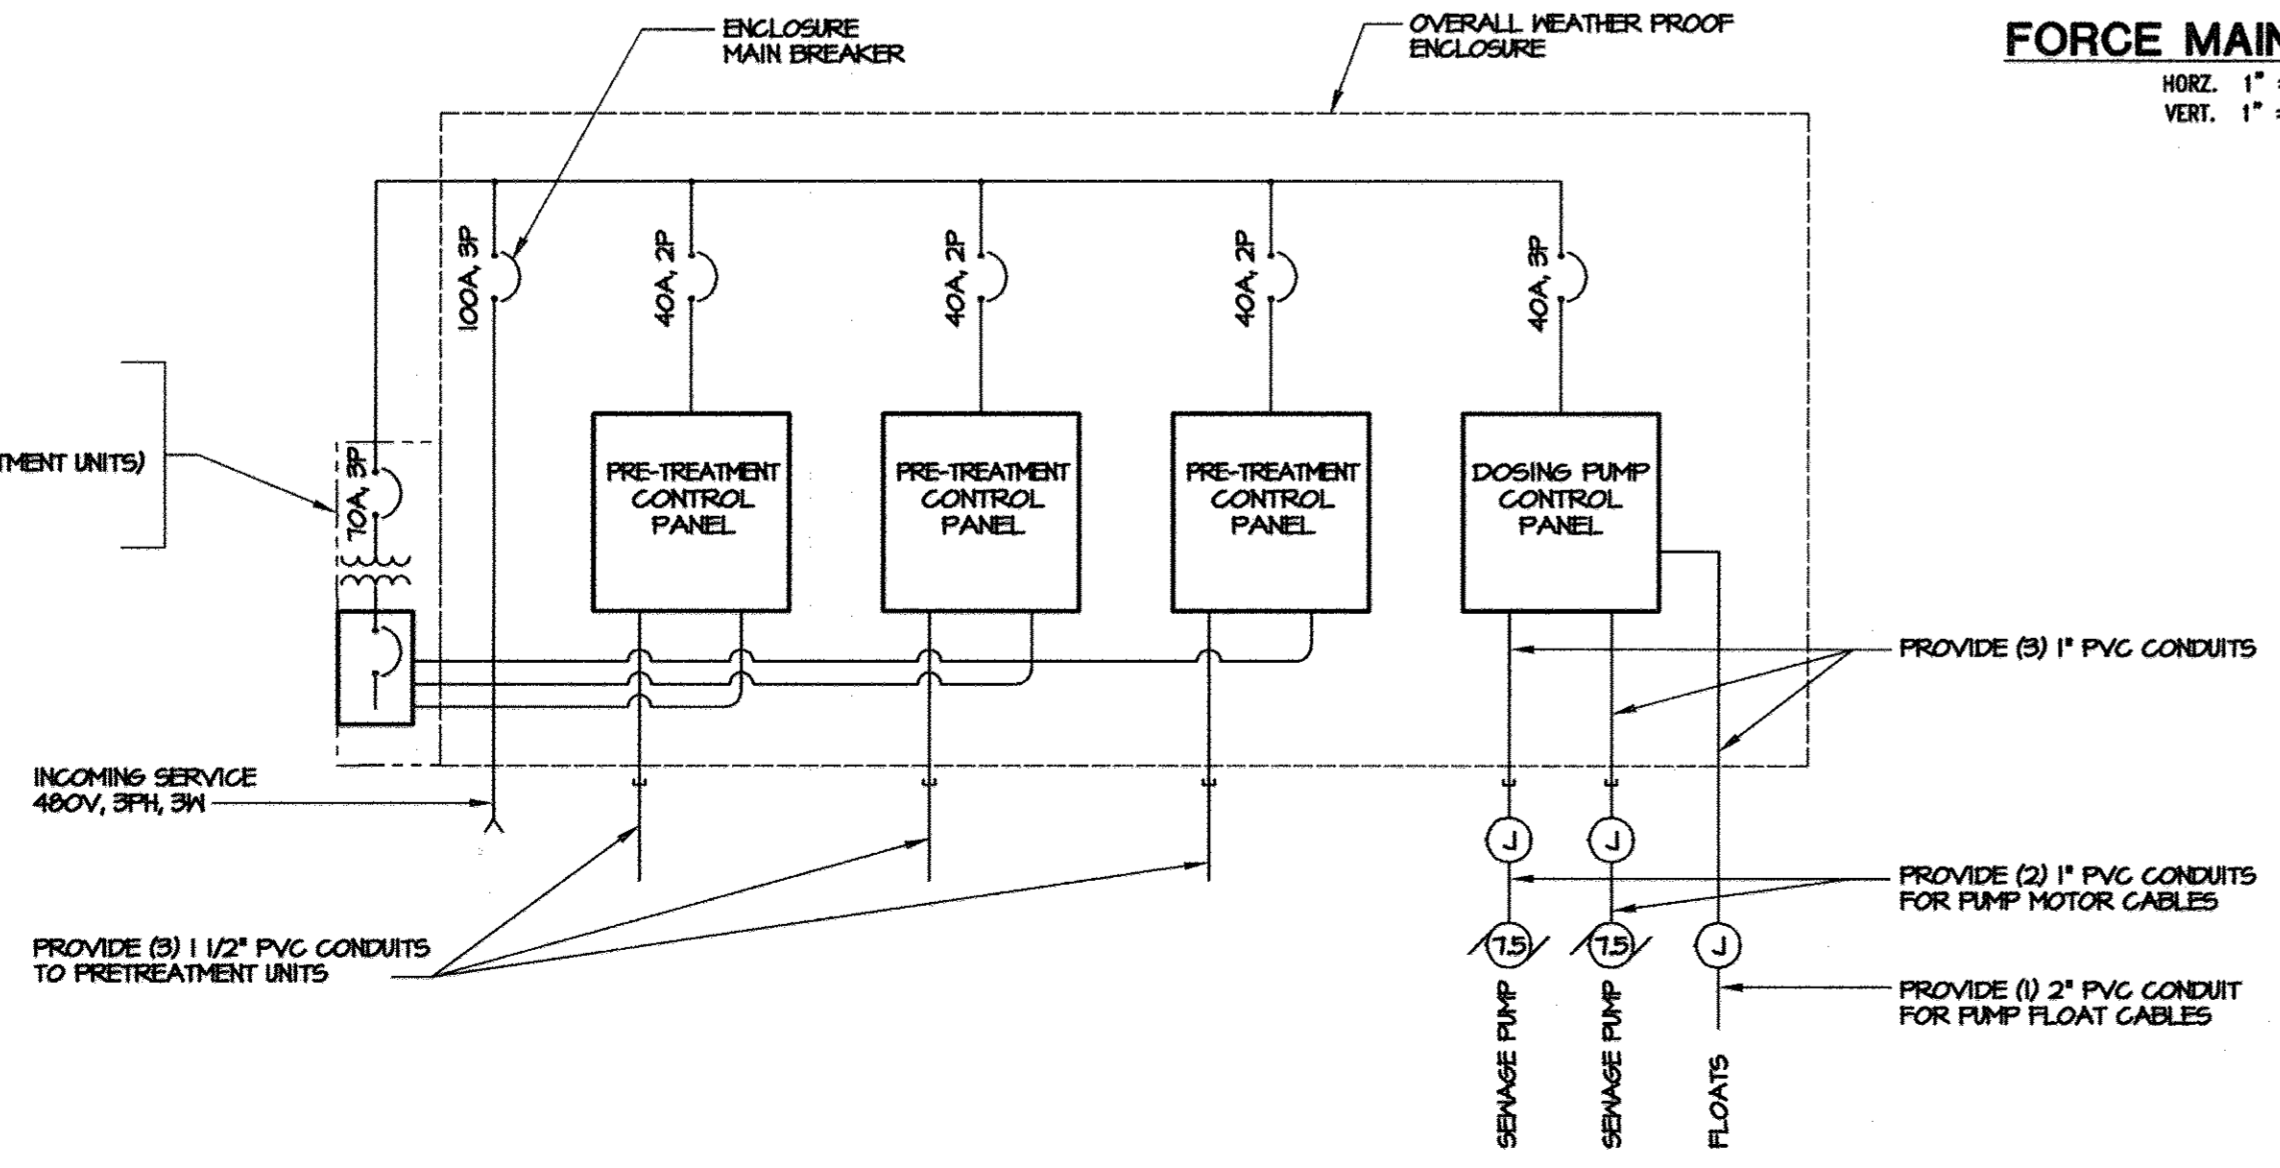 ENCLOSURE
MAIN BREAKER
OVERALL WEATHER PROOF
ENCLOSURE
FORCE MAIN
HORZ. 1" =
VERT. 1" =
100A, 3P
40A, 2P
40A, 2P
40A, 2P
40A, 3P
TMENT UNITS)
70A, 3P
PRE-TREATMENT
CONTROL
PANEL
PRE-TREATMENT
CONTROL
PANEL
PRE-TREATMENT
CONTROL
PANEL
DOSING PUMP
CONTROL
PANEL
PROVIDE (3) 1" PVC CONDUITS
INCOMING SERVICE
480V, 3PH, 3W
J
J
PROVIDE (2) 1" PVC CONDUITS
FOR PUMP MOTOR CABLES
PROVIDE (3) 1 1/2" PVC CONDUITS
TO PRETREATMENT UNITS
7.5
7.5
J
PROVIDE (1) 2" PVC CONDUIT
FOR PUMP FLOAT CABLES
SEWAGE PUMP
SEWAGE PUMP
FLOATS